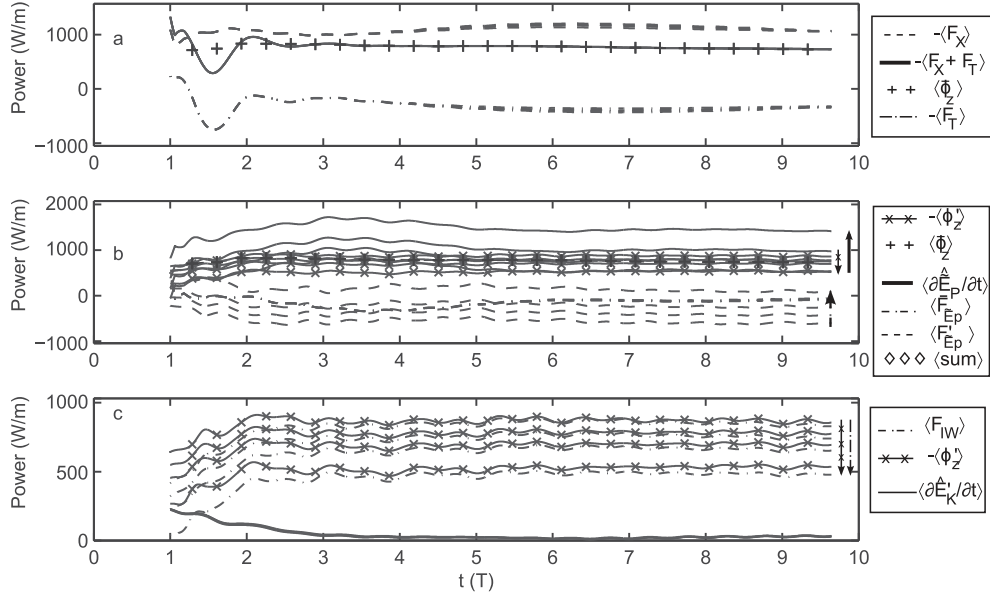 Power (W/m)
1000
0
−1000
a
0 1 2 3 4 5 6 7 8 9 10
-⟨F_X⟩
-⟨F_X + F_T⟩
⟨Φ̄_z⟩
-⟨F_T⟩
Power (W/m)
2000
1000
0
−1000
b
0 1 2 3 4 5 6 7 8 9 10
-⟨ϕ'_z⟩
⟨Φ̄_z⟩
⟨∂Ê_P/∂t⟩
⟨F̄_Ep⟩
⟨F'_Ep⟩
⟨sum⟩
Power (W/m)
1000
500
0
c
0 1 2 3 4 5 6 7 8 9 10
t (T)
⟨F_IW⟩
-⟨ϕ'_z⟩
⟨∂Ê'_K/∂t⟩